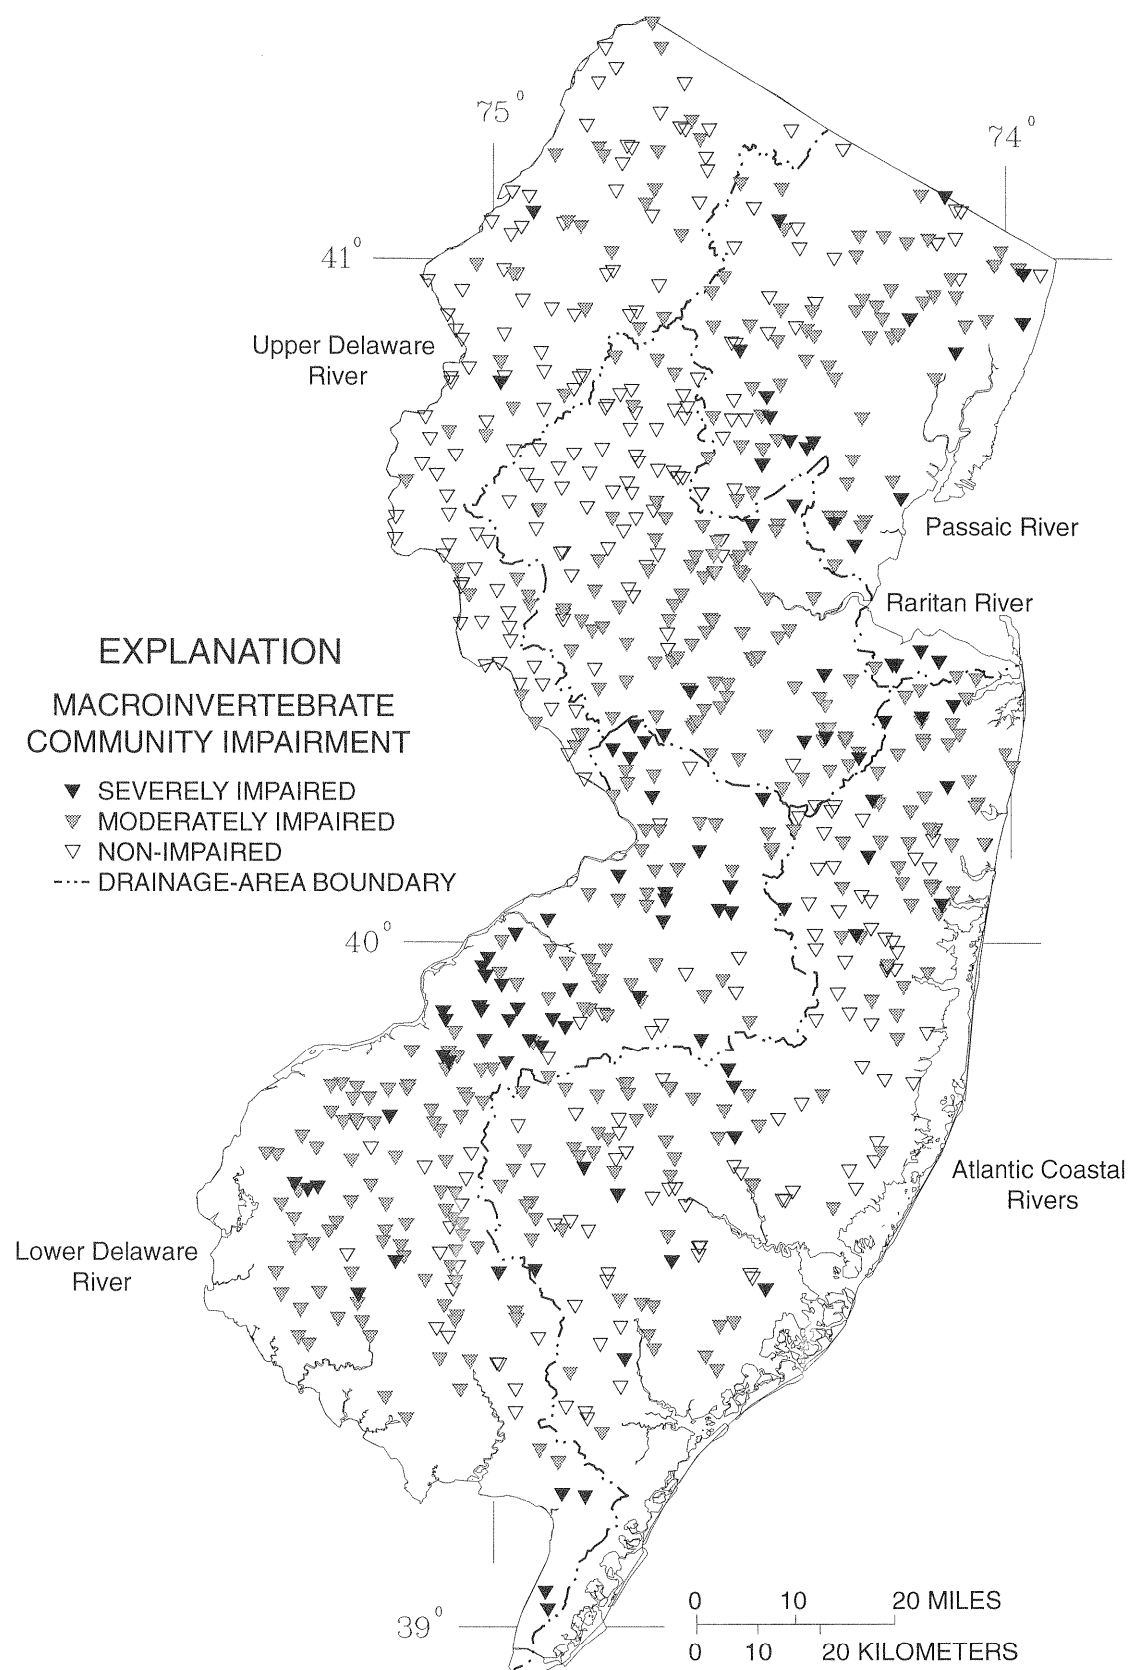 75°
74°
41°
Upper Delaware
River
Passaic River
Raritan River
EXPLANATION
MACROINVERTEBRATE
COMMUNITY IMPAIRMENT
SEVERELY IMPAIRED
MODERATELY IMPAIRED
NON-IMPAIRED
DRAINAGE-AREA BOUNDARY
40°
Atlantic Coastal
Rivers
Lower Delaware
River
39°
0 10 20 MILES
0 10 20 KILOMETERS